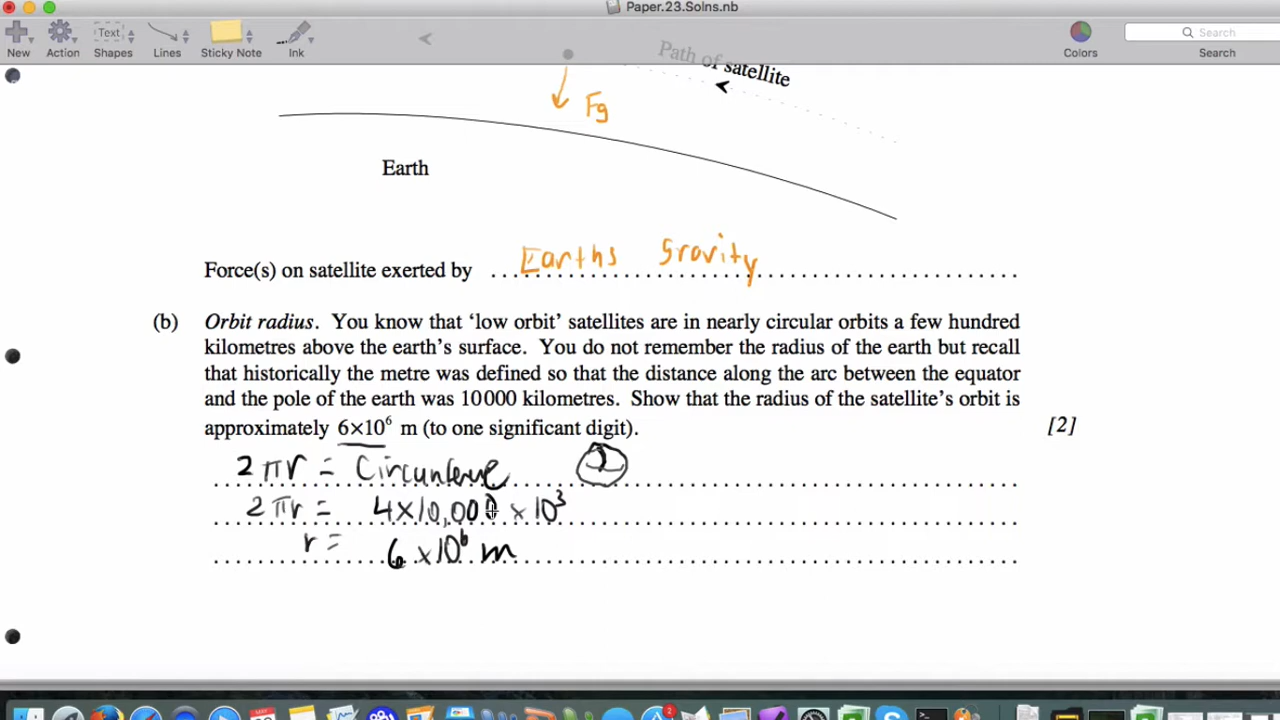 Paper.23.Solns.nb
New Action Shapes Lines Sticky Note Ink Colors Search
Text
Search
Path of satellite
Fg
Earth
Earths gravity
Force(s) on satellite exerted by
(b) Orbit radius. You know that ‘low orbit’ satellites are in nearly circular orbits a few hundred
kilometres above the earth’s surface. You do not remember the radius of the earth but recall
that historically the metre was defined so that the distance along the arc between the equator
and the pole of the earth was 10 000 kilometres. Show that the radius of the satellite’s orbit is
approximately 6×10⁶ m (to one significant digit). [2]
2πr =
2πr = 4×10,000 × 10³
r = 6 ×10⁶ m